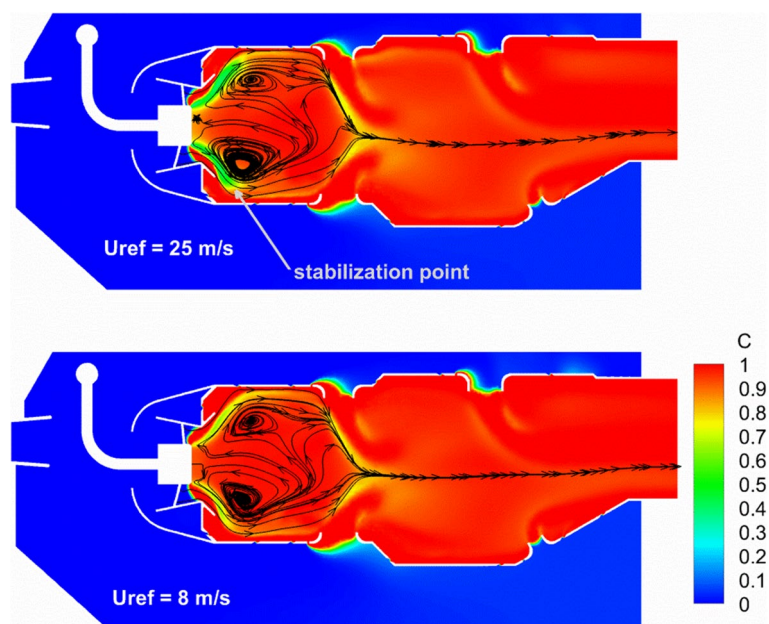 Uref = 25 m/s
stabilization point
C
1
0.9
0.8
0.7
0.6
0.5
0.4
0.3
0.2
0.1
0
Uref = 8 m/s